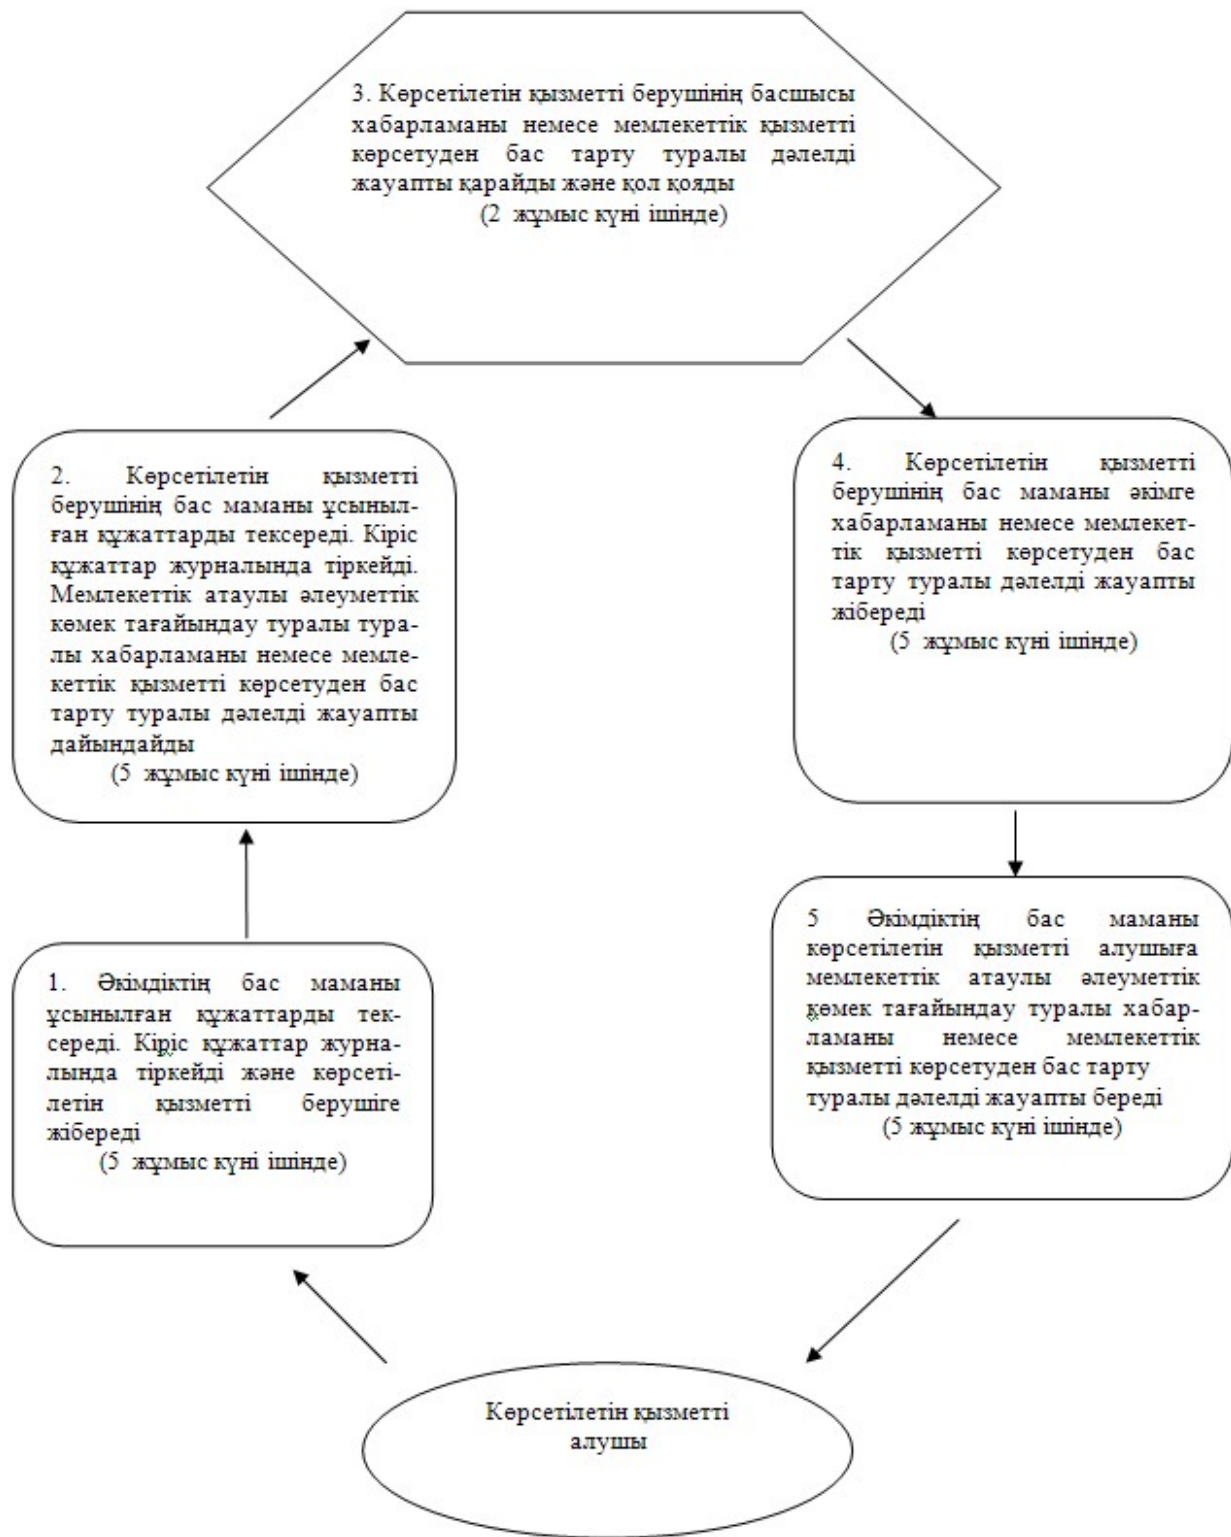 3. Көрсетілетін қызметті берушінің басшысы
хабарламаны немесе мемлекеттік қызметті
көрсетуден бас тарту туралы дәлелді
жауапты қарайды және қол қояды
(2 жұмыс күні ішінде)
2. Көрсетілетін қызметті
берушінің бас маманы ұсыныл-
ған құжаттарды тексереді. Кіріс
құжаттар журналында тіркейді.
Мемлекеттік атаулы әлеуметтік
көмек тағайындау туралы тура-
лы хабарламаны немесе мемле-
кеттік қызметті көрсетуден бас
тарту туралы дәлелді жауапты
дайындайды
(5 жұмыс күні ішінде)
4. Көрсетілетін қызметті
берушінің бас маманы әкімге
хабарламаны немесе мемлекет-
тік қызметті көрсетуден бас
тарту туралы дәлелді жауапты
жібереді
(5 жұмыс күні ішінде)
1. Әкімдіктің бас маманы
ұсынылған құжаттарды тек-
середі. Кіріс құжаттар журна-
лында тіркейді және көрсеті-
летін қызметті берушіге
жібереді
(5 жұмыс күні ішінде)
5 Әкімдіктің бас маманы
көрсетілетін қызметті алушыға
мемлекеттік атаулы әлеуметтік
көмек тағайындау туралы хабар-
ламаны немесе мемлекеттік
қызметті көрсетуден бас тарту
туралы дәлелді жауапты береді
(5 жұмыс күні ішінде)
Көрсетілетін қызметті
алушы